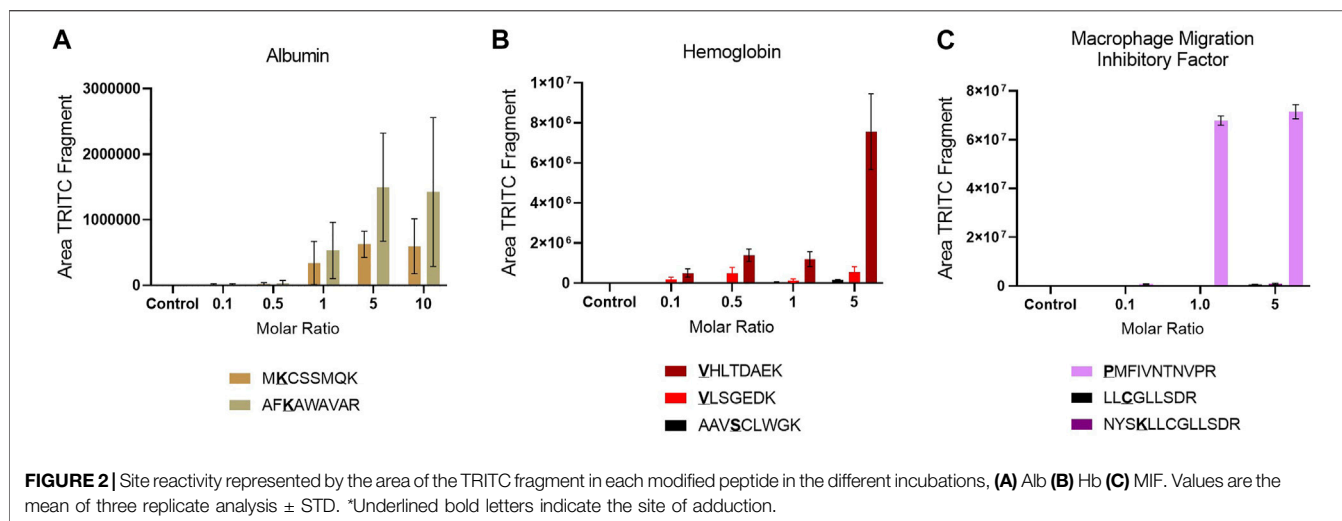 A
Albumin
Area TRITC Fragment
3000000
2000000
1000000
0
Control 0.1 0.5 1 5 10
Molar Ratio
MKCSSMQK
AFKAWAVAR
B
Hemoglobin
Area TRITC Fragment
1×10⁷
8×10⁶
6×10⁶
4×10⁶
2×10⁶
0
Control 0.1 0.5 1 5
Molar Ratio
VHLTDAEK
VLSGEDK
AAVSCLWGK
C
Macrophage Migration
Inhibitory Factor
Area TRITC Fragment
8×10⁷
6×10⁷
4×10⁷
2×10⁷
0
Control 0.1 1.0 5
Molar Ratio
PMFIVNTNVPR
LLCGLLSDR
NYSKLLCGLLSDR
FIGURE 2 | Site reactivity represented by the area of the TRITC fragment in each modified peptide in the different incubations, (A) Alb (B) Hb (C) MIF. Values are the
mean of three replicate analysis ± STD. *Underlined bold letters indicate the site of adduction.